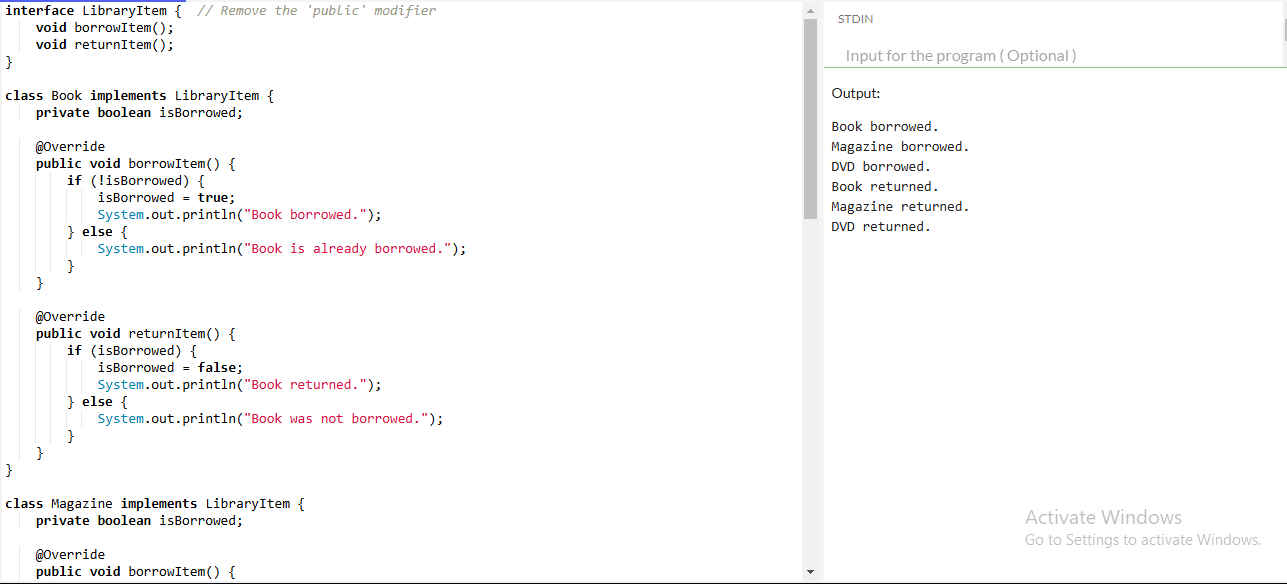 interface LibraryItem {  // Remove the 'public' modifier
    void borrowItem();
    void returnItem();
}

class Book implements LibraryItem {
    private boolean isBorrowed;

    @Override
    public void borrowItem() {
        if (!isBorrowed) {
            isBorrowed = true;
            System.out.println("Book borrowed.");
        } else {
            System.out.println("Book is already borrowed.");
        }
    }

    @Override
    public void returnItem() {
        if (isBorrowed) {
            isBorrowed = false;
            System.out.println("Book returned.");
        } else {
            System.out.println("Book was not borrowed.");
        }
    }
}

class Magazine implements LibraryItem {
    private boolean isBorrowed;

    @Override
    public void borrowItem() {
STDIN
Input for the program ( Optional )
Output:
Book borrowed.
Magazine borrowed.
DVD borrowed.
Book returned.
Magazine returned.
DVD returned.
Activate Windows
Go to Settings to activate Windows.